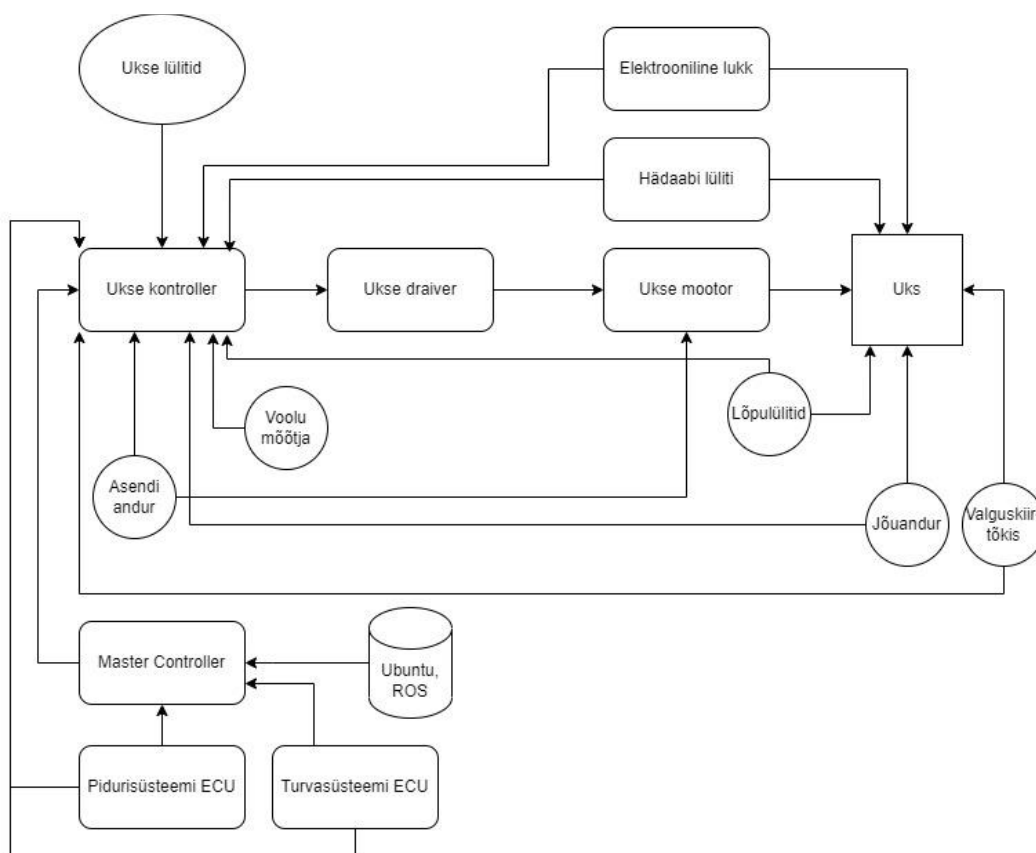 Ukse lülitid
Elektrooniline lukk
Hädaabi lüliti
Ukse kontroller
Ukse draiver
Ukse mootor
Uks
Voolu
mõõtja
Lõpulülitid
Asendi
andur
Jõuandur
Valguskiir
tõkis
Master Controller
Ubuntu,
ROS
Pidurisüsteemi ECU
Turvasüsteemi ECU